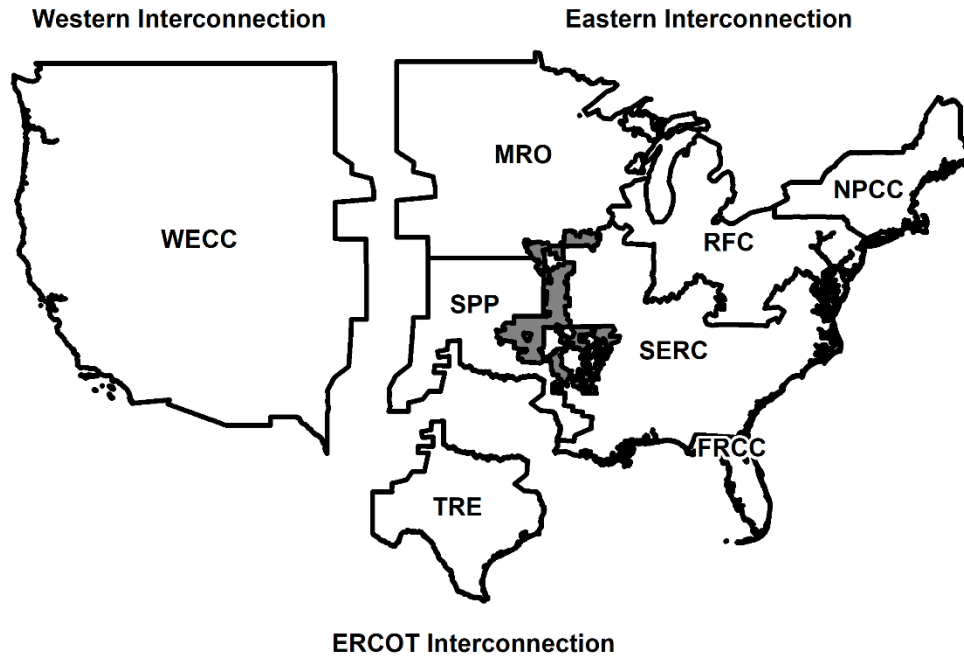 Western Interconnection
Eastern Interconnection
MRO
NPCC
WECC
RFC
SPP
SERC
FRCC
TRE
ERCOT Interconnection